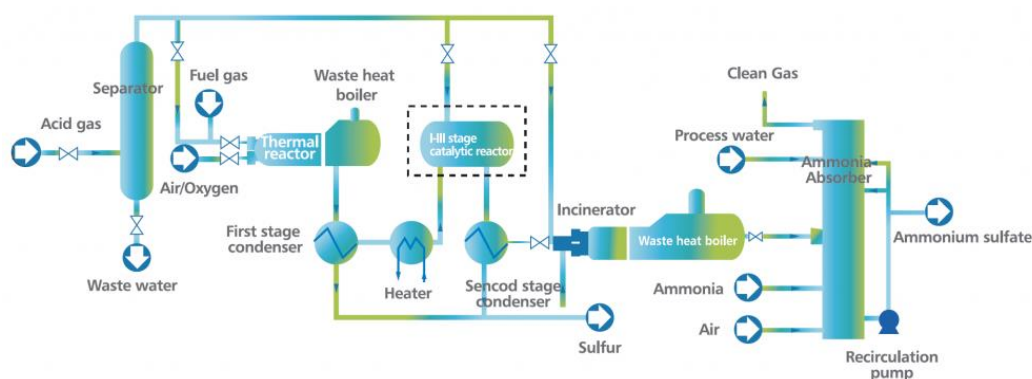 Separator
Fuel gas
Waste heat
boiler
Clean Gas
Acid gas
Thermal
reactor
I-III stage
catalytic reactor
Process water
Ammonia
Absorber
Air/Oxygen
First stage
condenser
Incinerator
Waste heat boiler
Ammonium sulfate
Waste water
Heater
Sencod stage
condenser
Ammonia
Air
Sulfur
Recirculation
pump